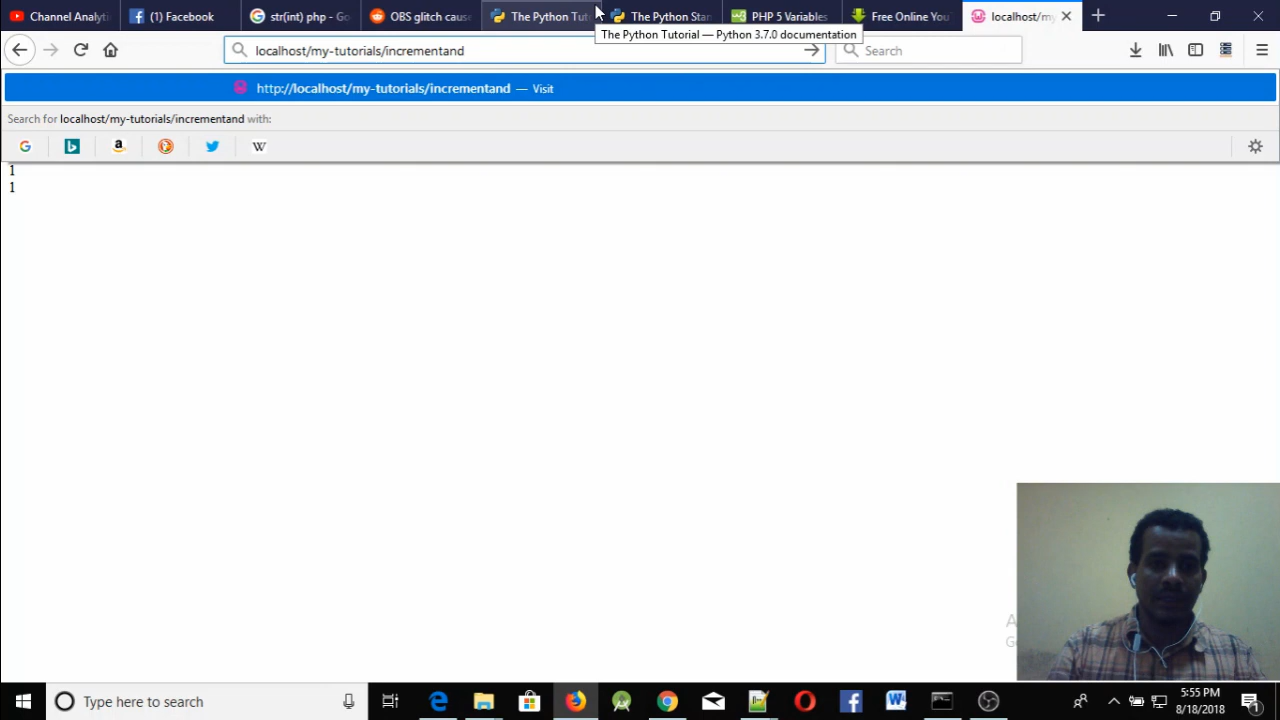 Channel Analyti
(1) Facebook
str(int) php - Go
OBS glitch cause
The Python Tut
The Python Stan
PHP 5 Variables
Free Online You
localhost/my
The Python Tutorial — Python 3.7.0 documentation
localhost/my-tutorials/incrementand
Search
http://localhost/my-tutorials/incrementand — Visit
Search for localhost/my-tutorials/incrementand with:
1
1
Type here to search
5:55 PM
8/18/2018